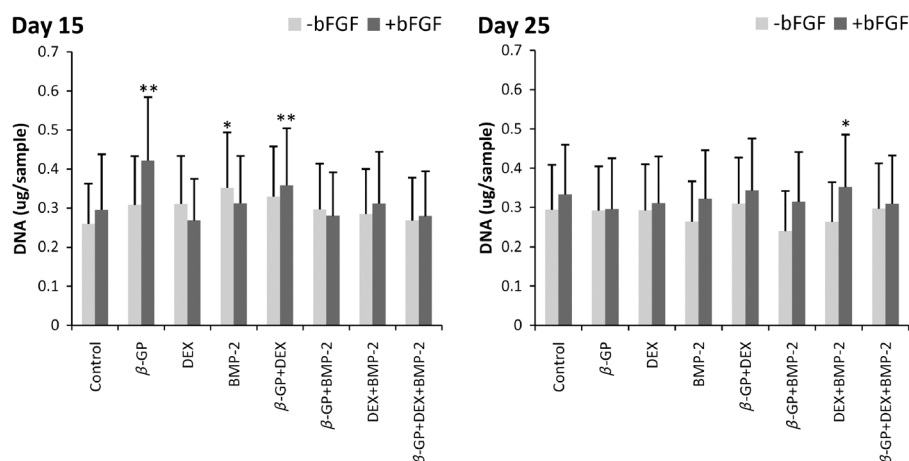 Day 15
-bFGF +bFGF
DNA (ug/sample)
0.7
0.6
0.5
0.4
0.3
0.2
0.1
0
**
*
**
Control
β-GP
DEX
BMP-2
β-GP+DEX
β-GP+BMP-2
DEX+BMP-2
β-GP+DEX+BMP-2
Day 25
-bFGF +bFGF
DNA (ug/sample)
0.7
0.6
0.5
0.4
0.3
0.2
0.1
0
*
Control
β-GP
DEX
BMP-2
β-GP+DEX
β-GP+BMP-2
DEX+BMP-2
β-GP+DEX+BMP-2